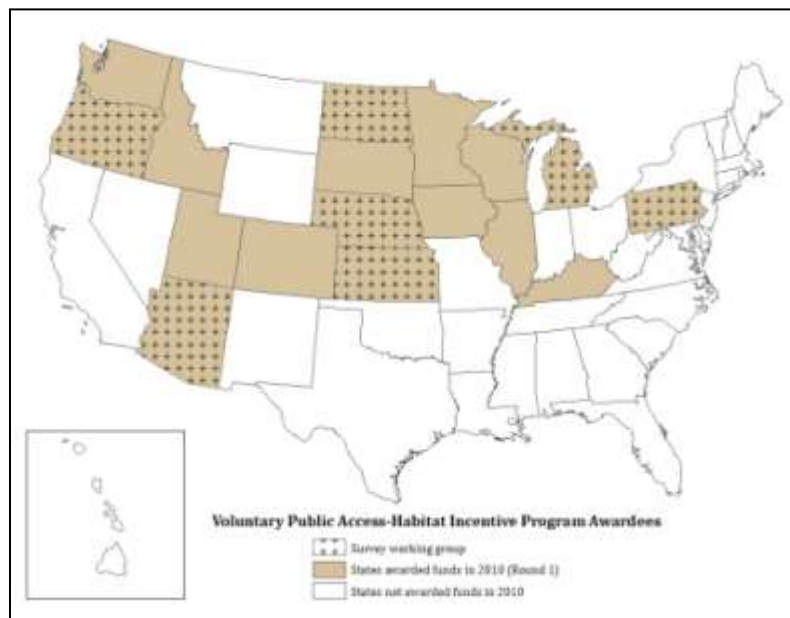 Voluntary Public Access-Habitat Incentive Program Awardees
Survey working group
States awarded funds in 2010 (Round 1)
States not awarded funds in 2010